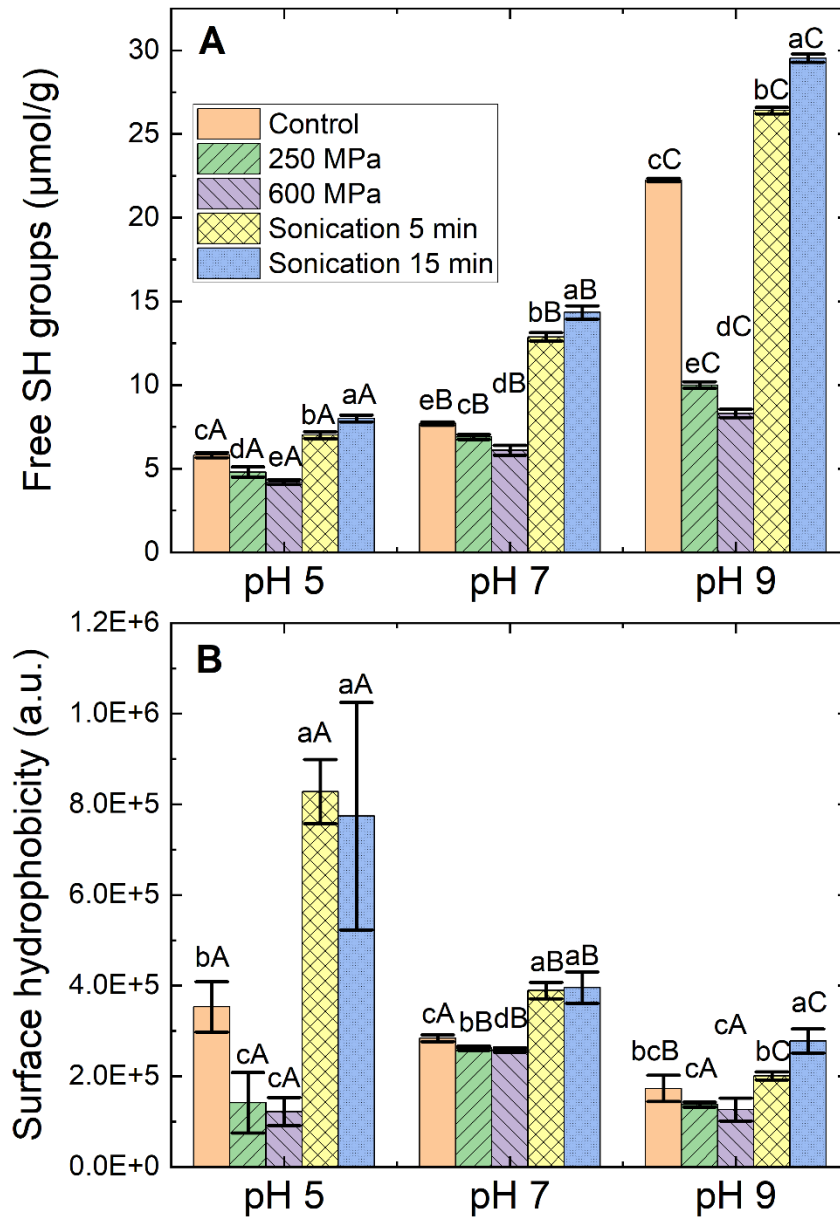 A
Free SH groups (μmol/g)
30
25
20
15
10
5
0
Control
250 MPa
600 MPa
Sonication 5 min
Sonication 15 min
cA dA eA bA aA
eB cB dB bB aB
cC eC dC bC aC
pH 5 pH 7 pH 9
B
Surface hydrophobicity (a.u.)
1.2E+6
1.0E+6
8.0E+5
6.0E+5
4.0E+5
2.0E+5
0.0E+0
bA cA cA aA aA
cA bB dB aB aB
bcB cA cA bC aC
pH 5 pH 7 pH 9